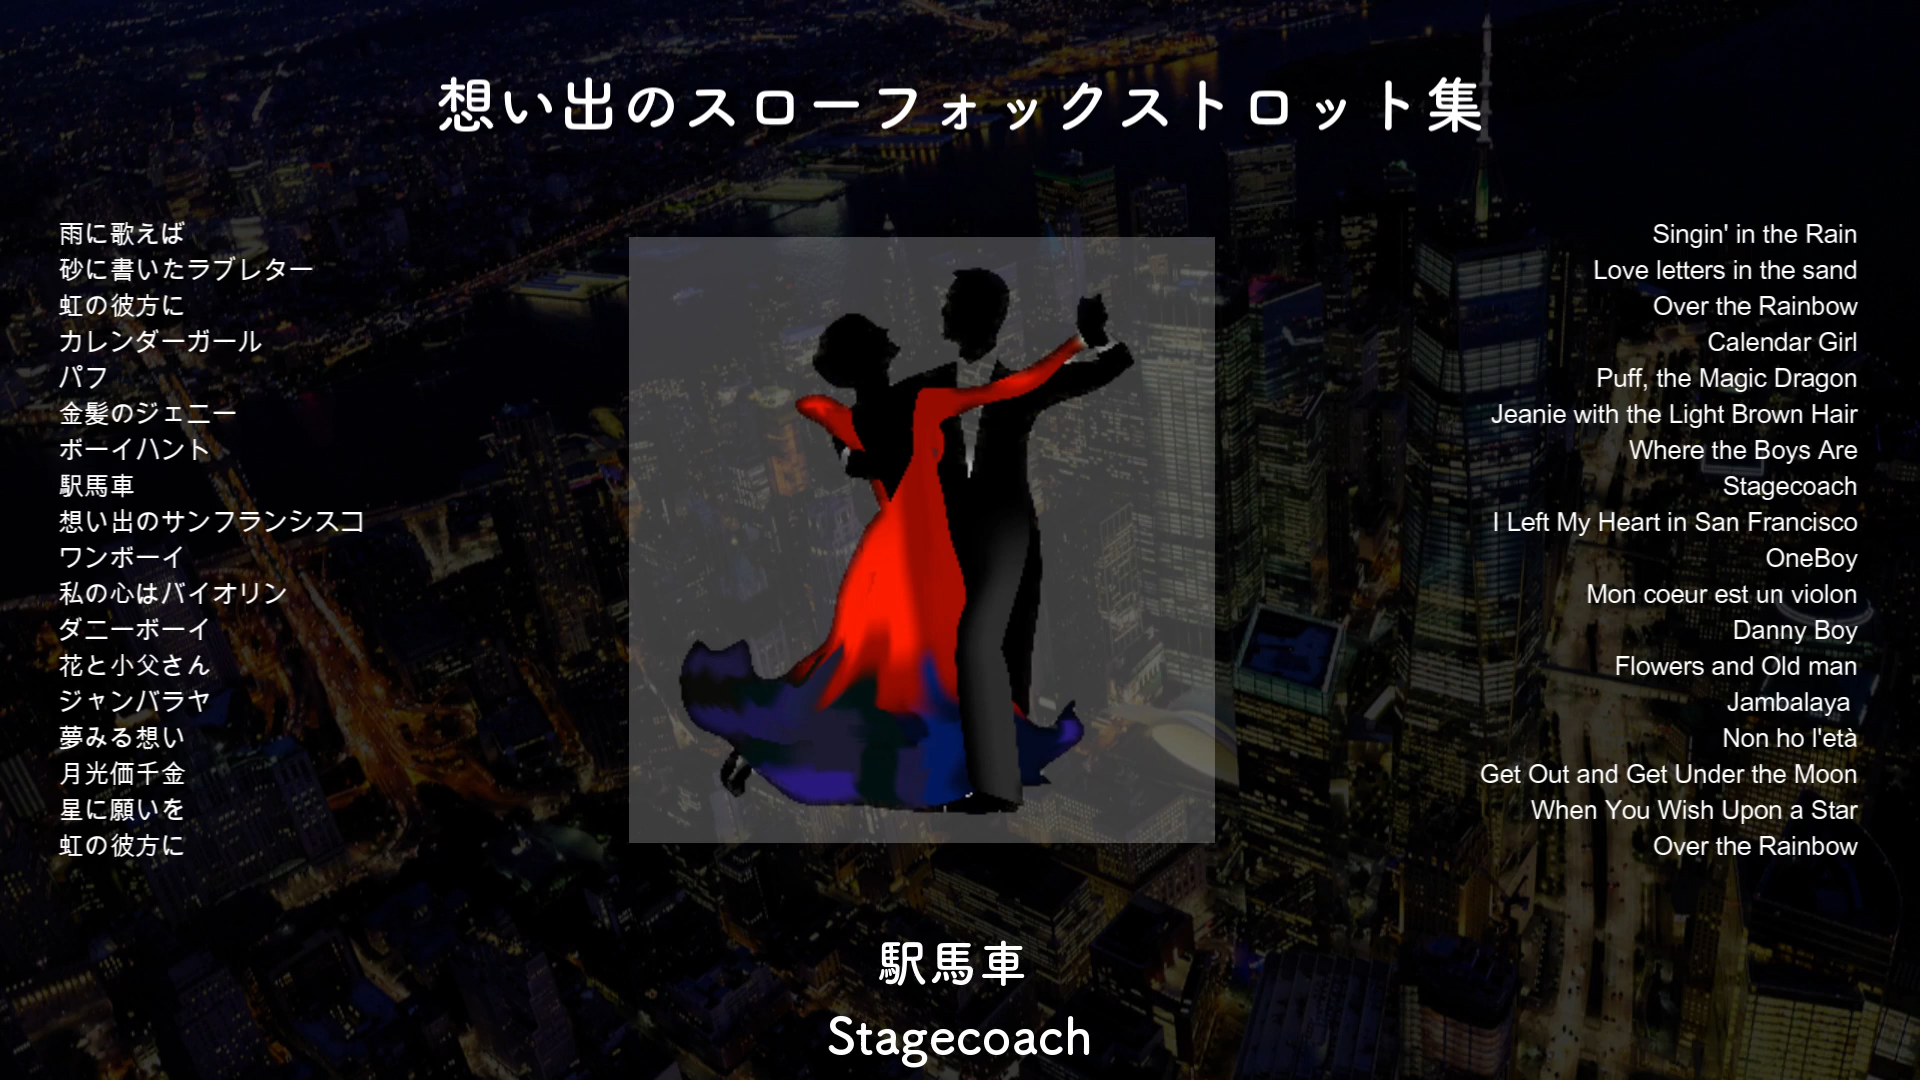 想い出のスローフォックストロット集
雨に歌えば
砂に書いたラブレター
虹の彼方に
カレンダーガール
パフ
金髪のジェニー
ボーイハント
駅馬車
想い出のサンフランシスコ
ワンボーイ
私の心はバイオリン
ダニーボーイ
花と小父さん
ジャンバラヤ
夢みる想い
月光価千金
星に願いを
虹の彼方に
Singin' in the Rain
Love letters in the sand
Over the Rainbow
Calendar Girl
Puff, the Magic Dragon
Jeanie with the Light Brown Hair
Where the Boys Are
Stagecoach
I Left My Heart in San Francisco
OneBoy
Mon coeur est un violon
Danny Boy
Flowers and Old man
Jambalaya
Non ho l'età
Get Out and Get Under the Moon
When You Wish Upon a Star
Over the Rainbow
駅馬車
Stagecoach